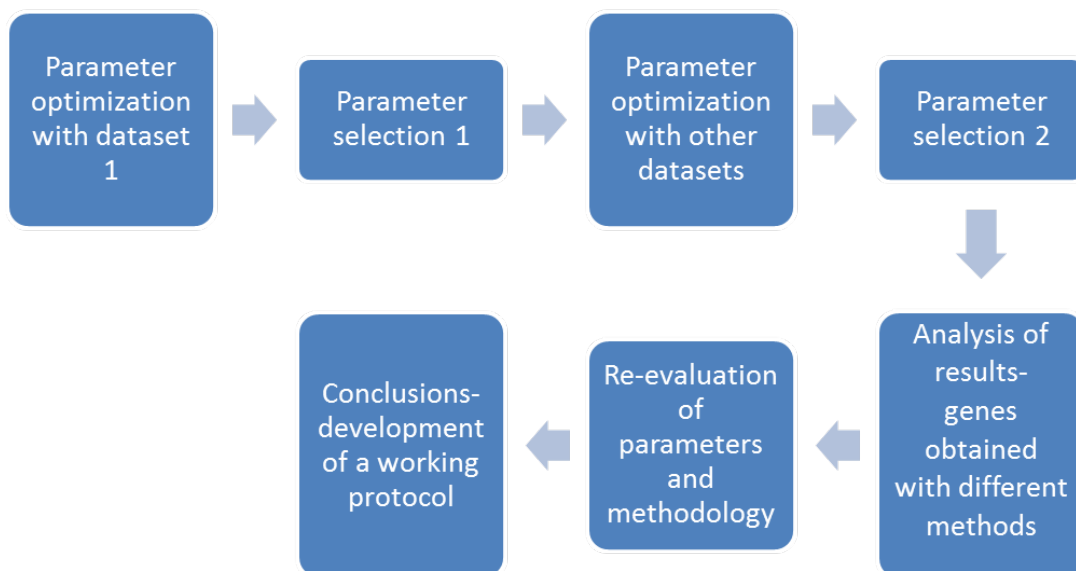 Parameter
optimization
with dataset
1
Parameter
selection 1
Parameter
optimization
with other
datasets
Parameter
selection 2
Analysis of
results-
genes
obtained
with different
methods
Re-evaluation
of
parameters
and
methodology
Conclusions-
development
of a working
protocol